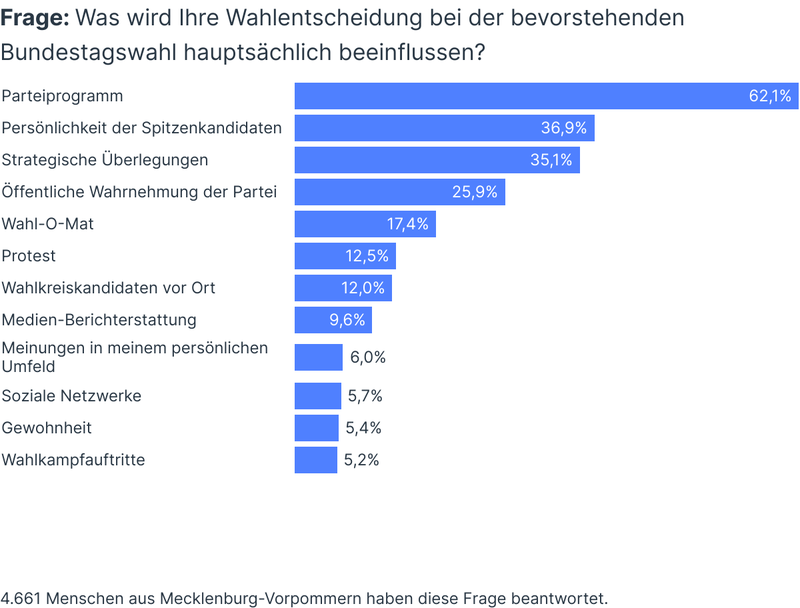 Frage: Was wird Ihre Wahlentscheidung bei der bevorstehenden
Bundestagswahl hauptsächlich beeinflussen?
Parteiprogramm 62,1%
Persönlichkeit der Spitzenkandidaten 36,9%
Strategische Überlegungen 35,1%
Öffentliche Wahrnehmung der Partei 25,9%
Wahl-O-Mat 17,4%
Protest 12,5%
Wahlkreiskandidaten vor Ort 12,0%
Medien-Berichterstattung 9,6%
Meinungen in meinem persönlichen
Umfeld 6,0%
Soziale Netzwerke 5,7%
Gewohnheit 5,4%
Wahlkampfauftritte 5,2%
4.661 Menschen aus Mecklenburg-Vorpommern haben diese Frage beantwortet.